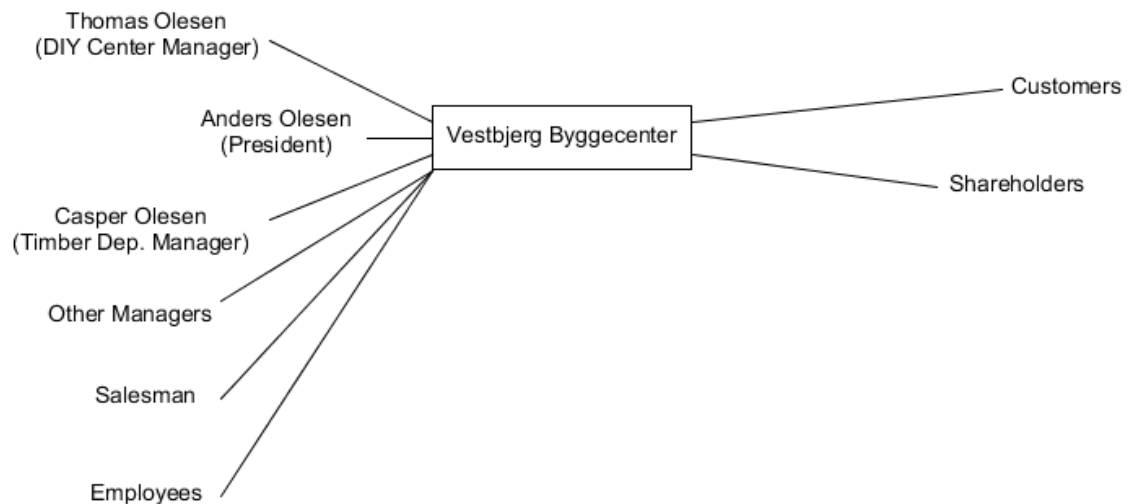 Thomas Olesen
(DIY Center Manager)
Anders Olesen
(President)
Casper Olesen
(Timber Dep. Manager)
Other Managers
Salesman
Employees
Vestbjerg Byggecenter
Customers
Shareholders